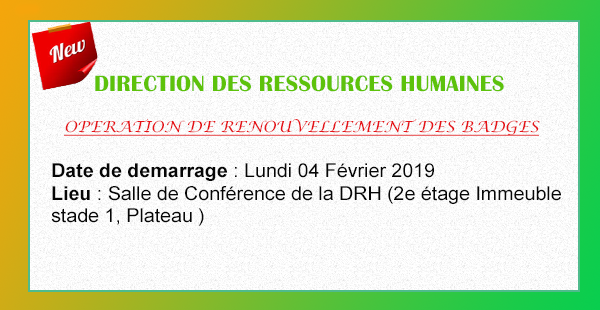 New
DIRECTION DES RESSOURCES HUMAINES
OPERATION DE RENOUVELLEMENT DES BADGES
Date de demarrage : Lundi 04 Février 2019
Lieu : Salle de Conférence de la DRH (2e étage Immeuble
stade 1, Plateau )